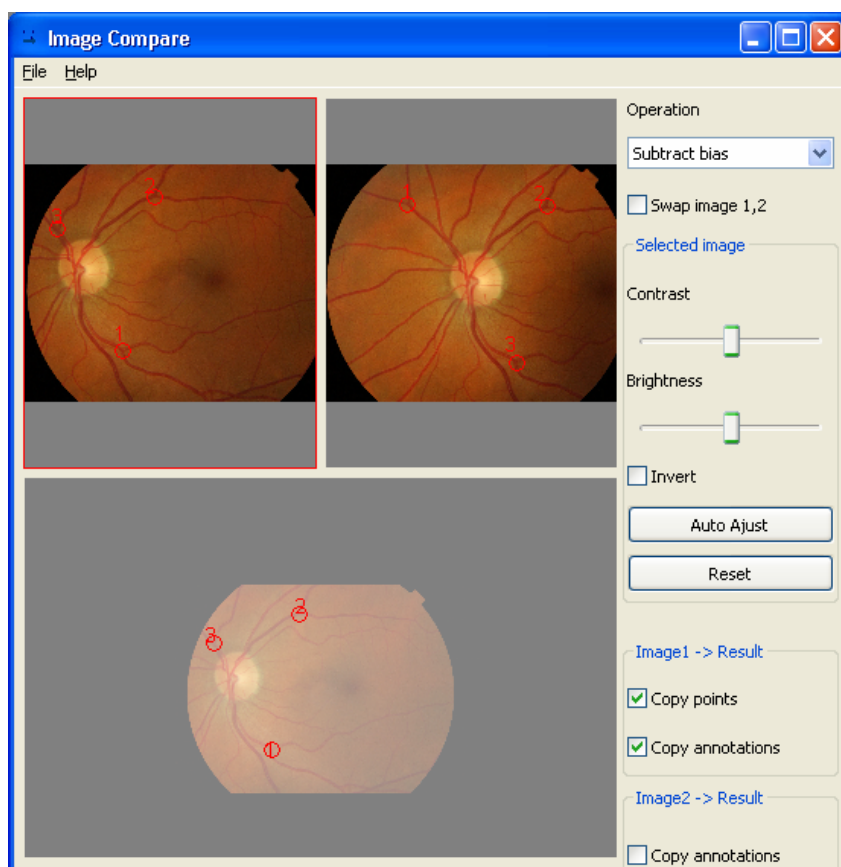 Image Compare
File Help
Operation
Subtract bias
Swap image 1,2
Selected image
Contrast
Brightness
Invert
Auto Ajust
Reset
Image1 -> Result
Copy points
Copy annotations
Image2 -> Result
Copy annotations
3
2
1
1
2
3
3
2
1